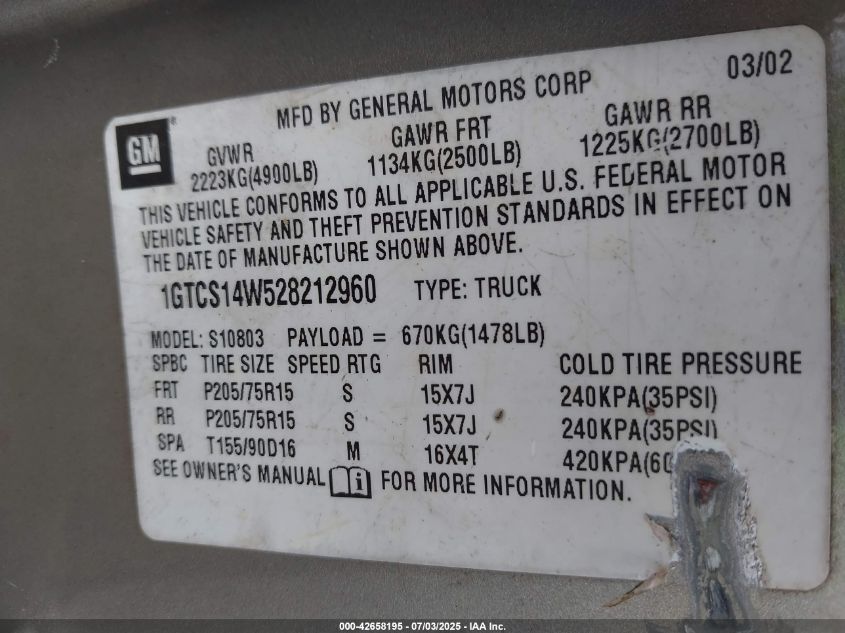 03/02
MFD BY GENERAL MOTORS CORP
GM®
GVWR GAWR FRT GAWR RR
2223KG(4900LB) 1134KG(2500LB) 1225KG(2700LB)
THIS VEHICLE CONFORMS TO ALL APPLICABLE U.S. FEDERAL MOTOR
VEHICLE SAFETY AND THEFT PREVENTION STANDARDS IN EFFECT ON
THE DATE OF MANUFACTURE SHOWN ABOVE.
1GTCS14W528212960 TYPE: TRUCK
MODEL: S10803 PAYLOAD = 670KG(1478LB)
SPBC TIRE SIZE SPEED RTG RIM COLD TIRE PRESSURE
FRT P205/75R15 S 15X7J 240KPA(35PSI)
RR P205/75R15 S 15X7J 240KPA(35PSI)
SPA T155/90D16 M 16X4T 420KPA(60
SEE OWNER'S MANUAL i FOR MORE INFORMATION.
000-42658195 - 07/03/2025 - IAA Inc.